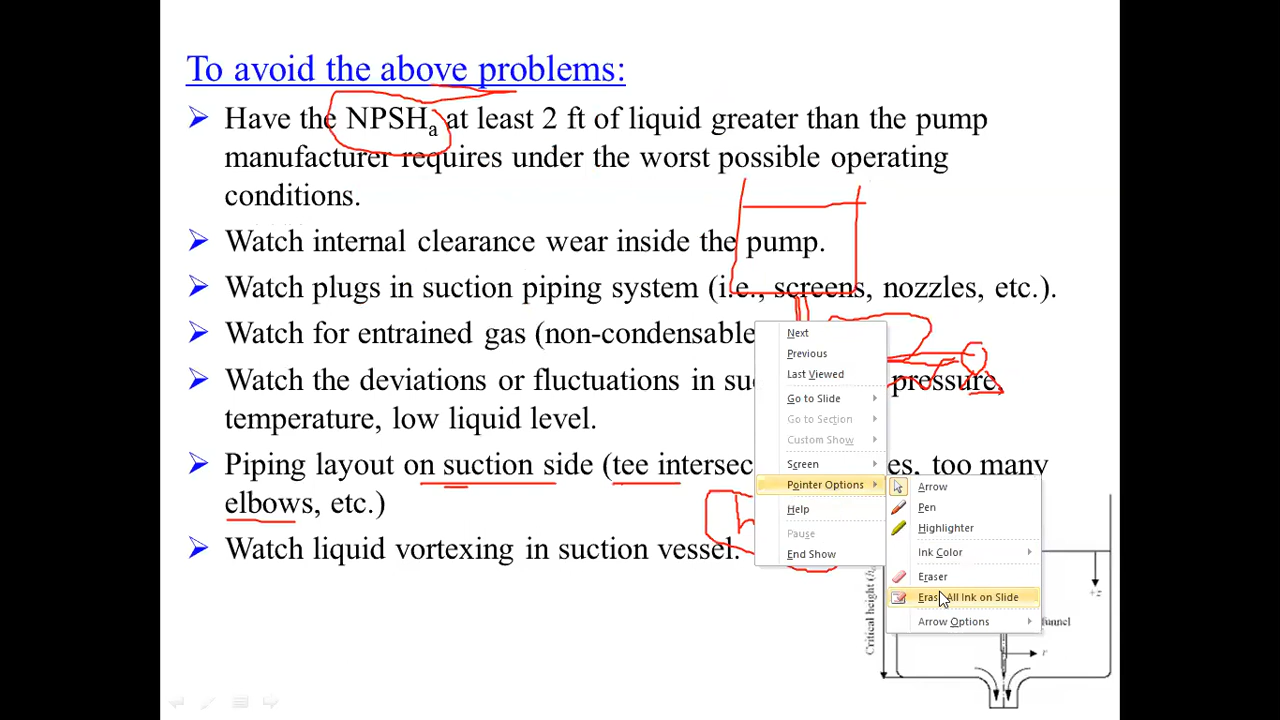 To avoid the above problems:
Have the NPSHa at least 2 ft of liquid greater than the pump
manufacturer requires under the worst possible operating
conditions.
Watch internal clearance wear inside the pump.
Watch plugs in suction piping system (i.e., screens, nozzles, etc.).
Watch for entrained gas (non-condensable
Watch the deviations or fluctuations in su pressure,
temperature, low liquid level.
Piping layout on suction side (tee intersec es, too many
elbows, etc.)
Watch liquid vortexing in suction vessel.
Next
Previous
Last Viewed
Go to Slide
Go to Section
Custom Show
Screen
Pointer Options
Help
Pause
End Show
Arrow
Pen
Highlighter
Ink Color
Eraser
Erase All Ink on Slide
Arrow Options
Critical height (h
+z
funnel
r